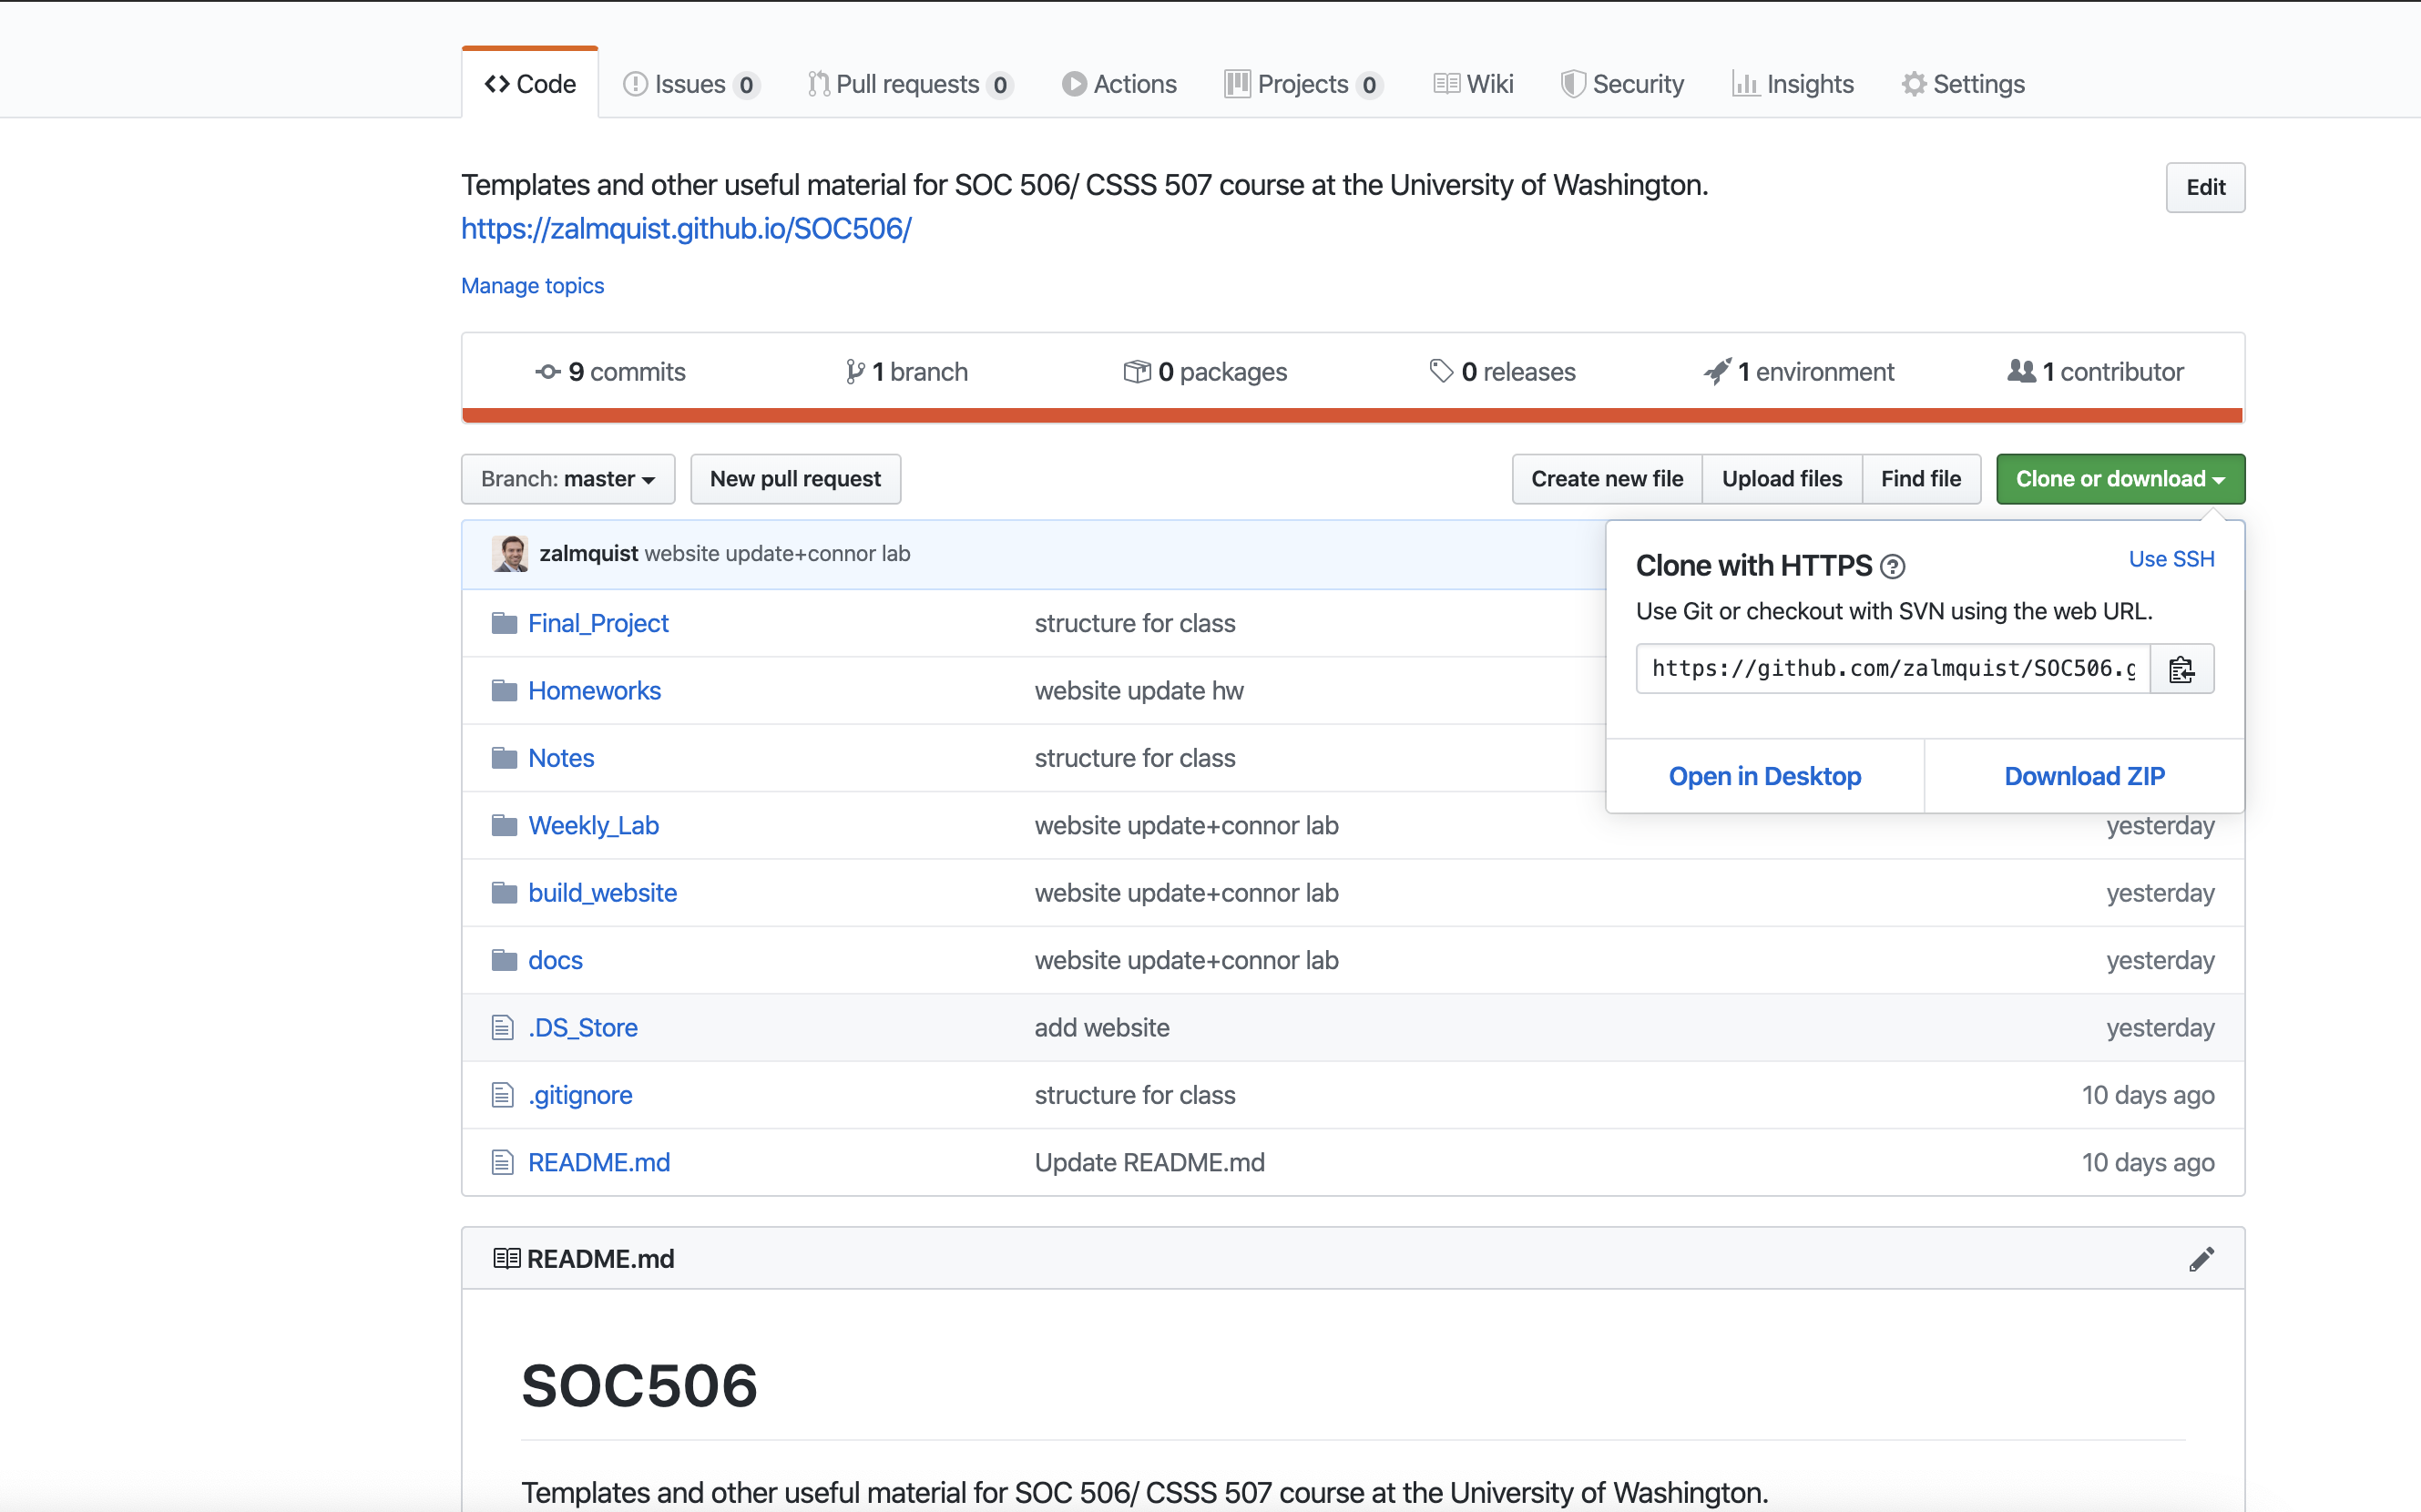 Code Issues 0 Pull requests 0 Actions Projects 0 Wiki Security Insights Settings
Templates and other useful material for SOC 506/ CSSS 507 course at the University of Washington. Edit
https://zalmquist.github.io/SOC506/
Manage topics
9 commits 1 branch 0 packages 0 releases 1 environment 1 contributor
Branch: master New pull request Create new file Upload files Find file Clone or download
zalmquist website update+connor lab
Clone with HTTPS ? Use SSH
Use Git or checkout with SVN using the web URL.
https://github.com/zalmquist/SOC506.g
Open in Desktop Download ZIP
Final_Project structure for class
Homeworks website update hw
Notes structure for class
Weekly_Lab website update+connor lab yesterday
build_website website update+connor lab yesterday
docs website update+connor lab yesterday
.DS_Store add website yesterday
.gitignore structure for class 10 days ago
README.md Update README.md 10 days ago
README.md
SOC506
Templates and other useful material for SOC 506/ CSSS 507 course at the University of Washington.